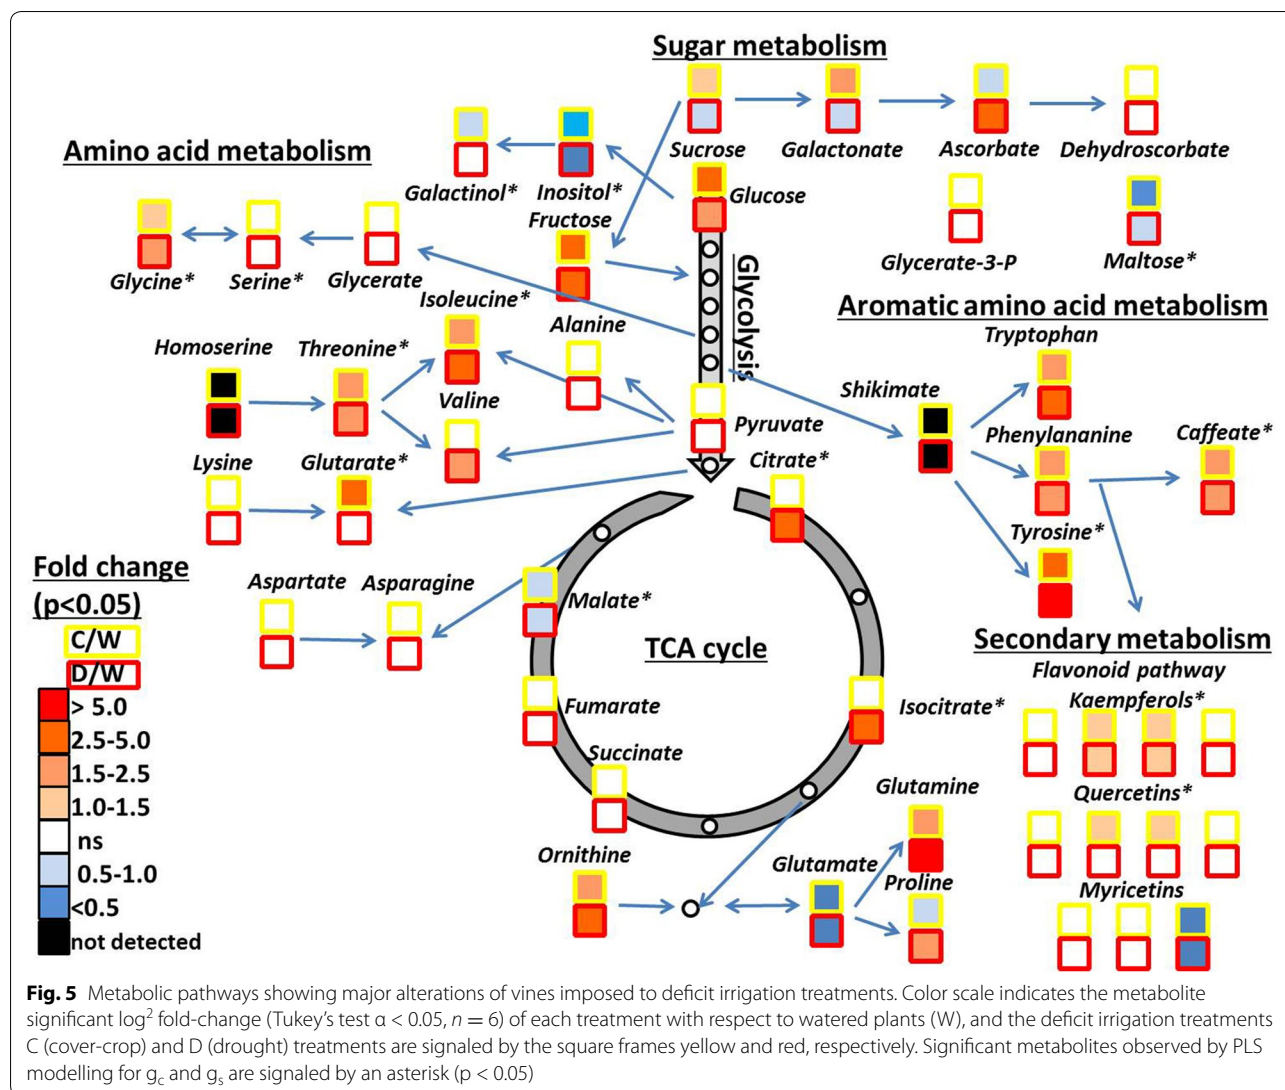 Sugar metabolism
Sucrose
Galactonate
Ascorbate
Dehydroscorbate
Amino acid metabolism
Galactinol*
Inositol*
Glucose
Fructose
Glycerate-3-P
Maltose*
Glycine*
Serine*
Glycerate
Glycolysis
Isoleucine*
Alanine
Aromatic amino acid metabolism
Tryptophan
Homoserine
Threonine*
Valine
Shikimate
Pyruvate
Phenylananine
Caffeate*
Lysine
Glutarate*
Citrate*
Tyrosine*
Fold change
(p<0.05)
C/W
D/W
> 5.0
2.5-5.0
1.5-2.5
1.0-1.5
ns
0.5-1.0
<0.5
not detected
Aspartate
Asparagine
Malate*
TCA cycle
Fumarate
Succinate
Isocitrate*
Secondary metabolism
Flavonoid pathway
Kaempferols*
Quercetins*
Myricetins
Glutamine
Ornithine
Glutamate
Proline
Fig. 5 Metabolic pathways showing major alterations of vines imposed to deficit irrigation treatments. Color scale indicates the metabolite
significant log² fold-change (Tukey's test α < 0.05, n = 6) of each treatment with respect to watered plants (W), and the deficit irrigation treatments
C (cover-crop) and D (drought) treatments are signaled by the square frames yellow and red, respectively. Significant metabolites observed by PLS
modelling for g_c and g_s are signaled by an asterisk (p < 0.05)